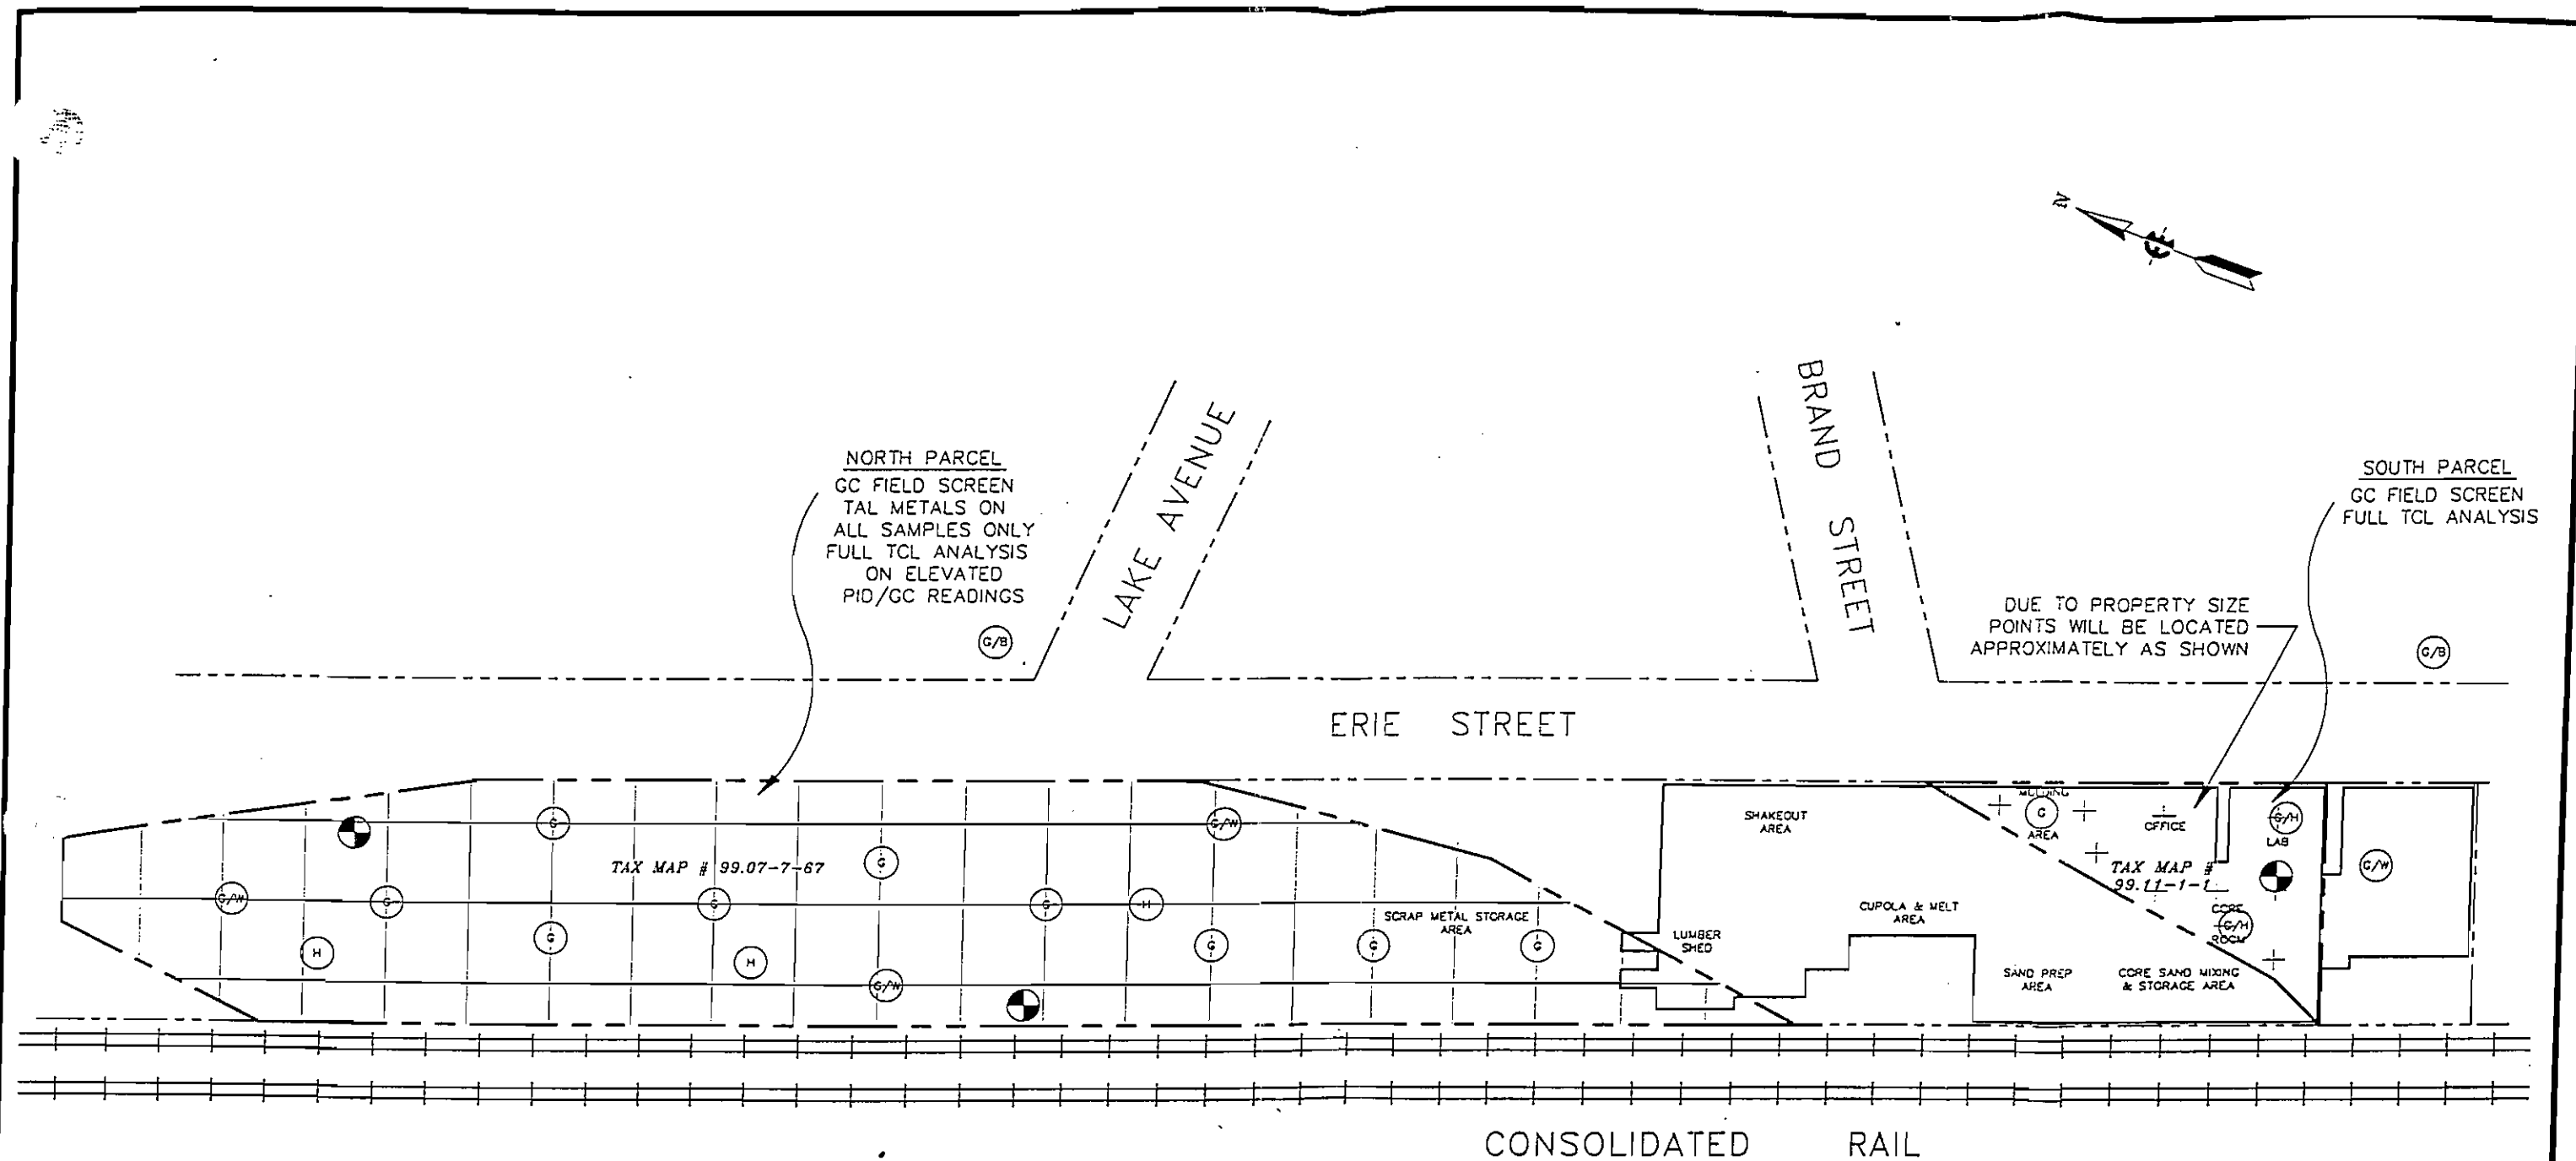 N
LAKE AVENUE
BRAND STREET
NORTH PARCEL
GC FIELD SCREEN
TAL METALS ON
ALL SAMPLES ONLY
FULL TCL ANALYSIS
ON ELEVATED
PID/GC READINGS
SOUTH PARCEL
GC FIELD SCREEN
FULL TCL ANALYSIS
DUE TO PROPERTY SIZE
POINTS WILL BE LOCATED
APPROXIMATELY AS SHOWN
G/B
G/B
ERIE STREET
SHAKEOUT
AREA
G
AREA
OFFICE
G/H
LAB
G
G/W
G
TAX MAP # 99.07-7-67
TAX MAP #
99.11-1-1
G/W
G/W
G
G
G
H
SCRAP METAL STORAGE
AREA
CUPOLA & MELT
AREA
CORE
G/H
ROOM
LUMBER
SHED
G
G
G
G
H
H
G/W
SAND PREP
AREA
CORE SAND MIXING
& STORAGE AREA
CONSOLIDATED RAIL